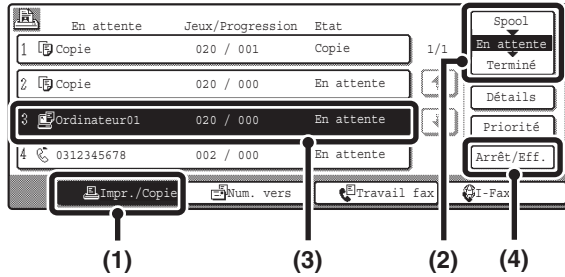 En attente Jeux/Progression Etat
1 Copie 020 / 001 Copie
2 Copie 020 / 000 En attente
3 Ordinateur01 020 / 000 En attente
4 0312345678 002 / 000 En attente
1/1
Spool
En attente
Terminé
Détails
Priorité
Arrêt/Eff.
Impr./Copie Num. vers Travail fax I-Fax
(1) (3) (2) (4)